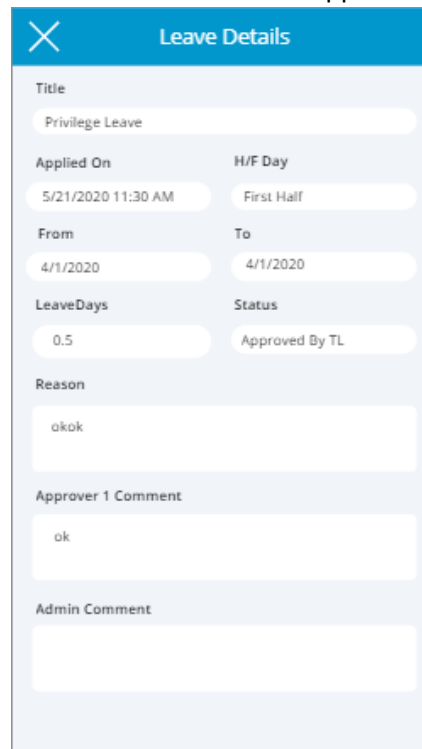 Leave Details
Title
Privilege Leave
Applied On H/F Day
5/21/2020 11:30 AM First Half
From To
4/1/2020 4/1/2020
LeaveDays Status
0.5 Approved By TL
Reason
okok
Approver 1 Comment
ok
Admin Comment